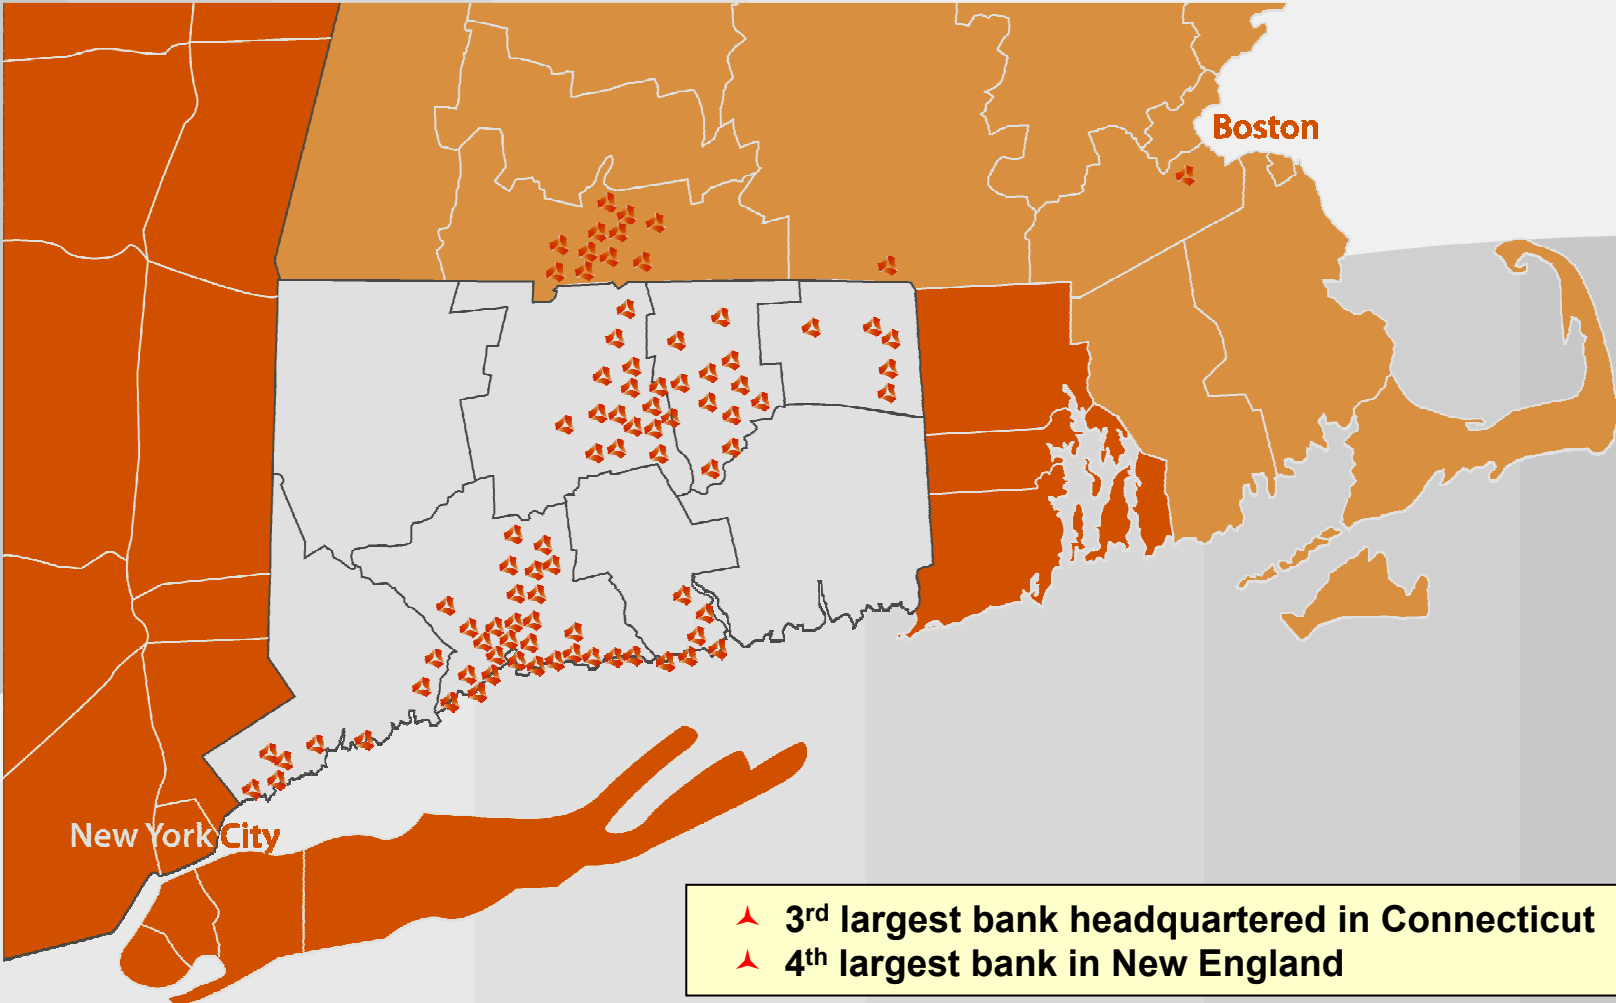 Boston
New York City
3rd largest bank headquartered in Connecticut
4th largest bank in New England